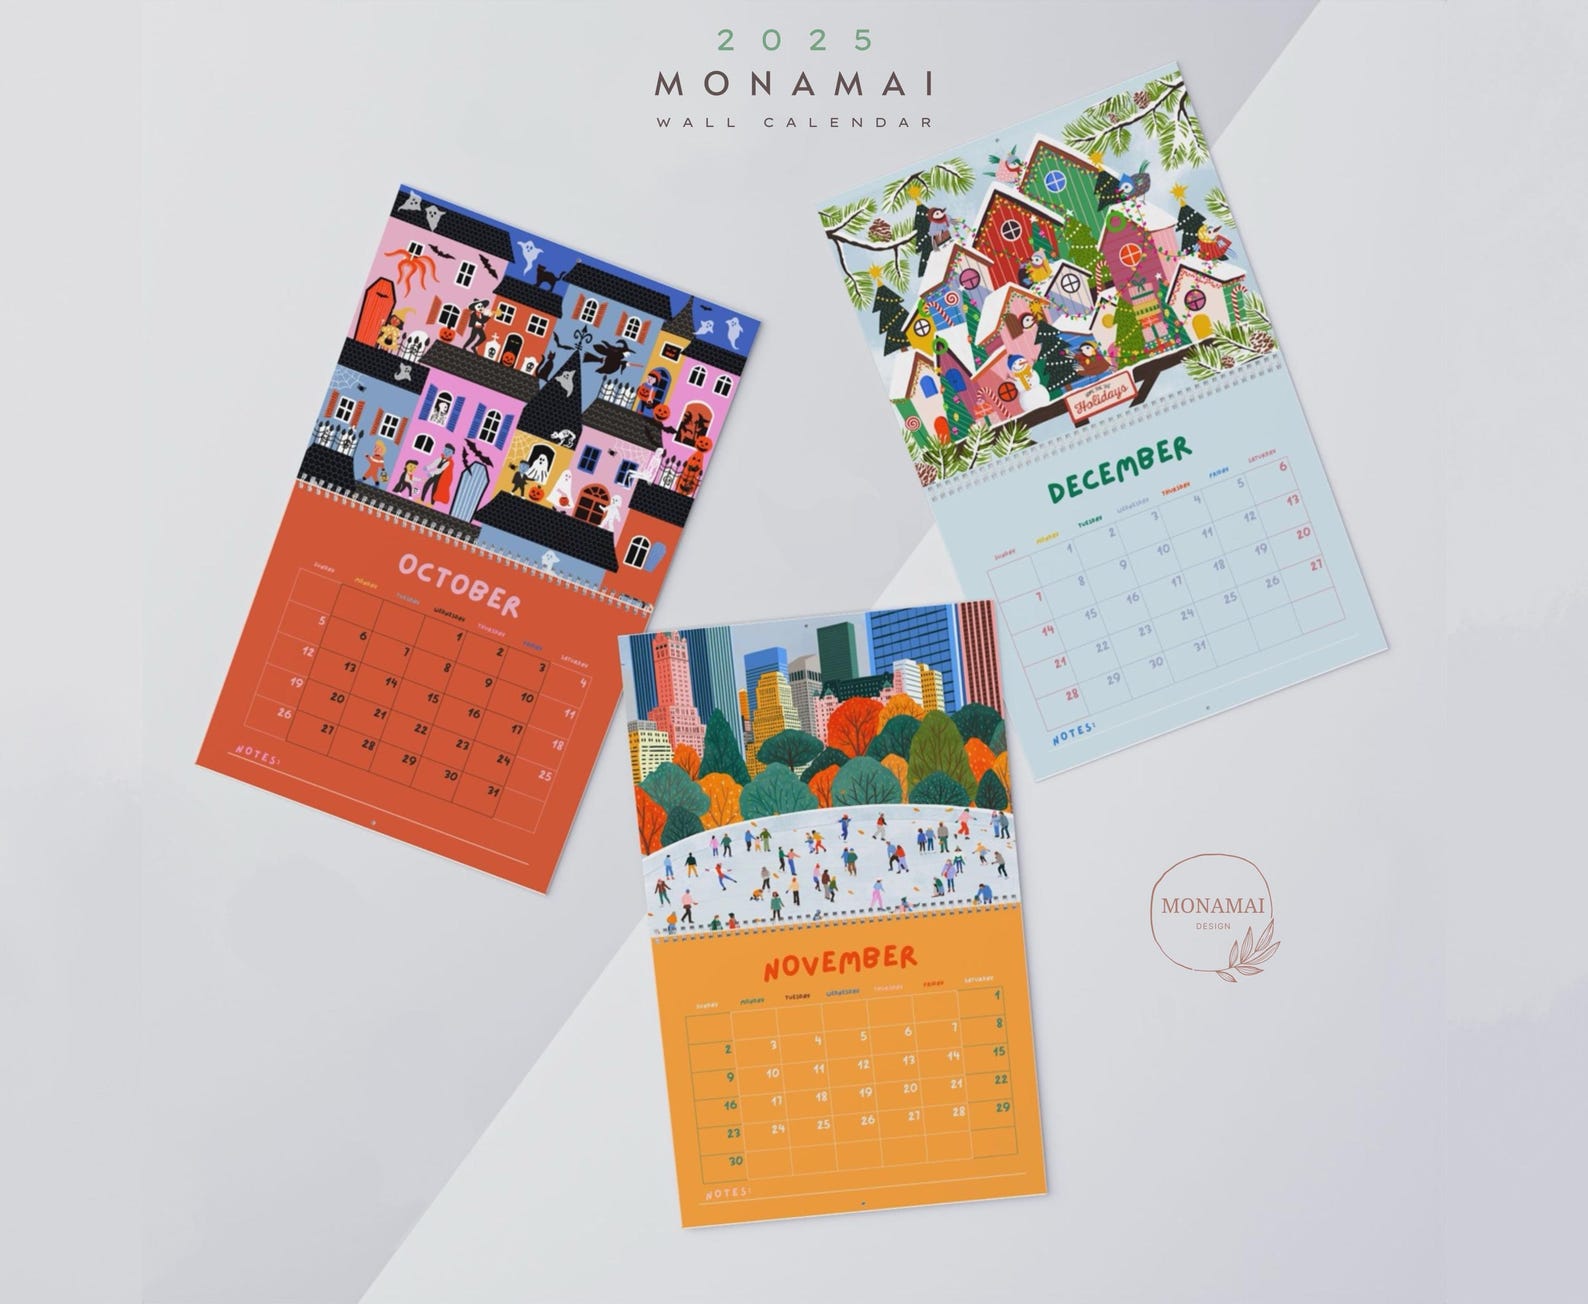 2025
MONAMAI
WALL CALENDAR
OCTOBER
SUNDAY MONDAY TUESDAY WEDNESDAY THURSDAY FRIDAY SATURDAY
1 2 3 4
5 6 7 8 9 10 11
12 13 14 15 16 17 18
19 20 21 22 23 24 25
26 27 28 29 30 31
NOTES:
Holidays
DECEMBER
SUNDAY MONDAY TUESDAY WEDNESDAY THURSDAY FRIDAY SATURDAY
1 2 3 4 5 6
7 8 9 10 11 12 13
14 15 16 17 18 19 20
21 22 23 24 25 26 27
28 29 30 31
NOTES:
NOVEMBER
SUNDAY MONDAY TUESDAY WEDNESDAY THURSDAY FRIDAY SATURDAY
1
2 3 4 5 6 7 8
9 10 11 12 13 14 15
16 17 18 19 20 21 22
23 24 25 26 27 28 29
30
NOTES:
MONAMAI
DESIGN